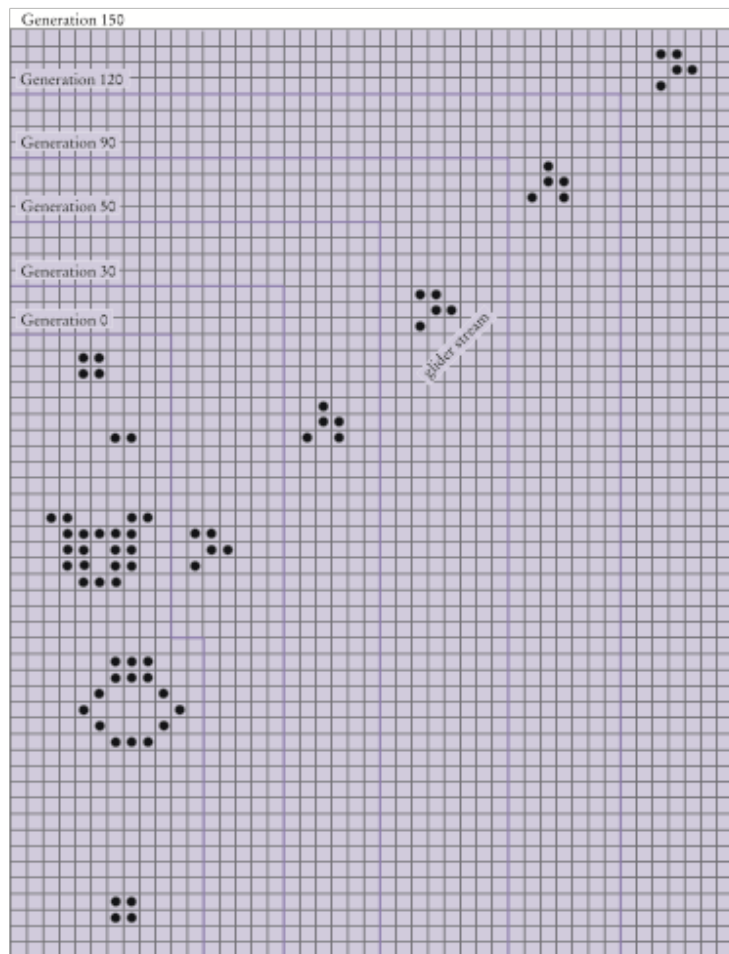 Generation 150
Generation 120
Generation 90
Generation 50
Generation 30
Generation 0
glider stream